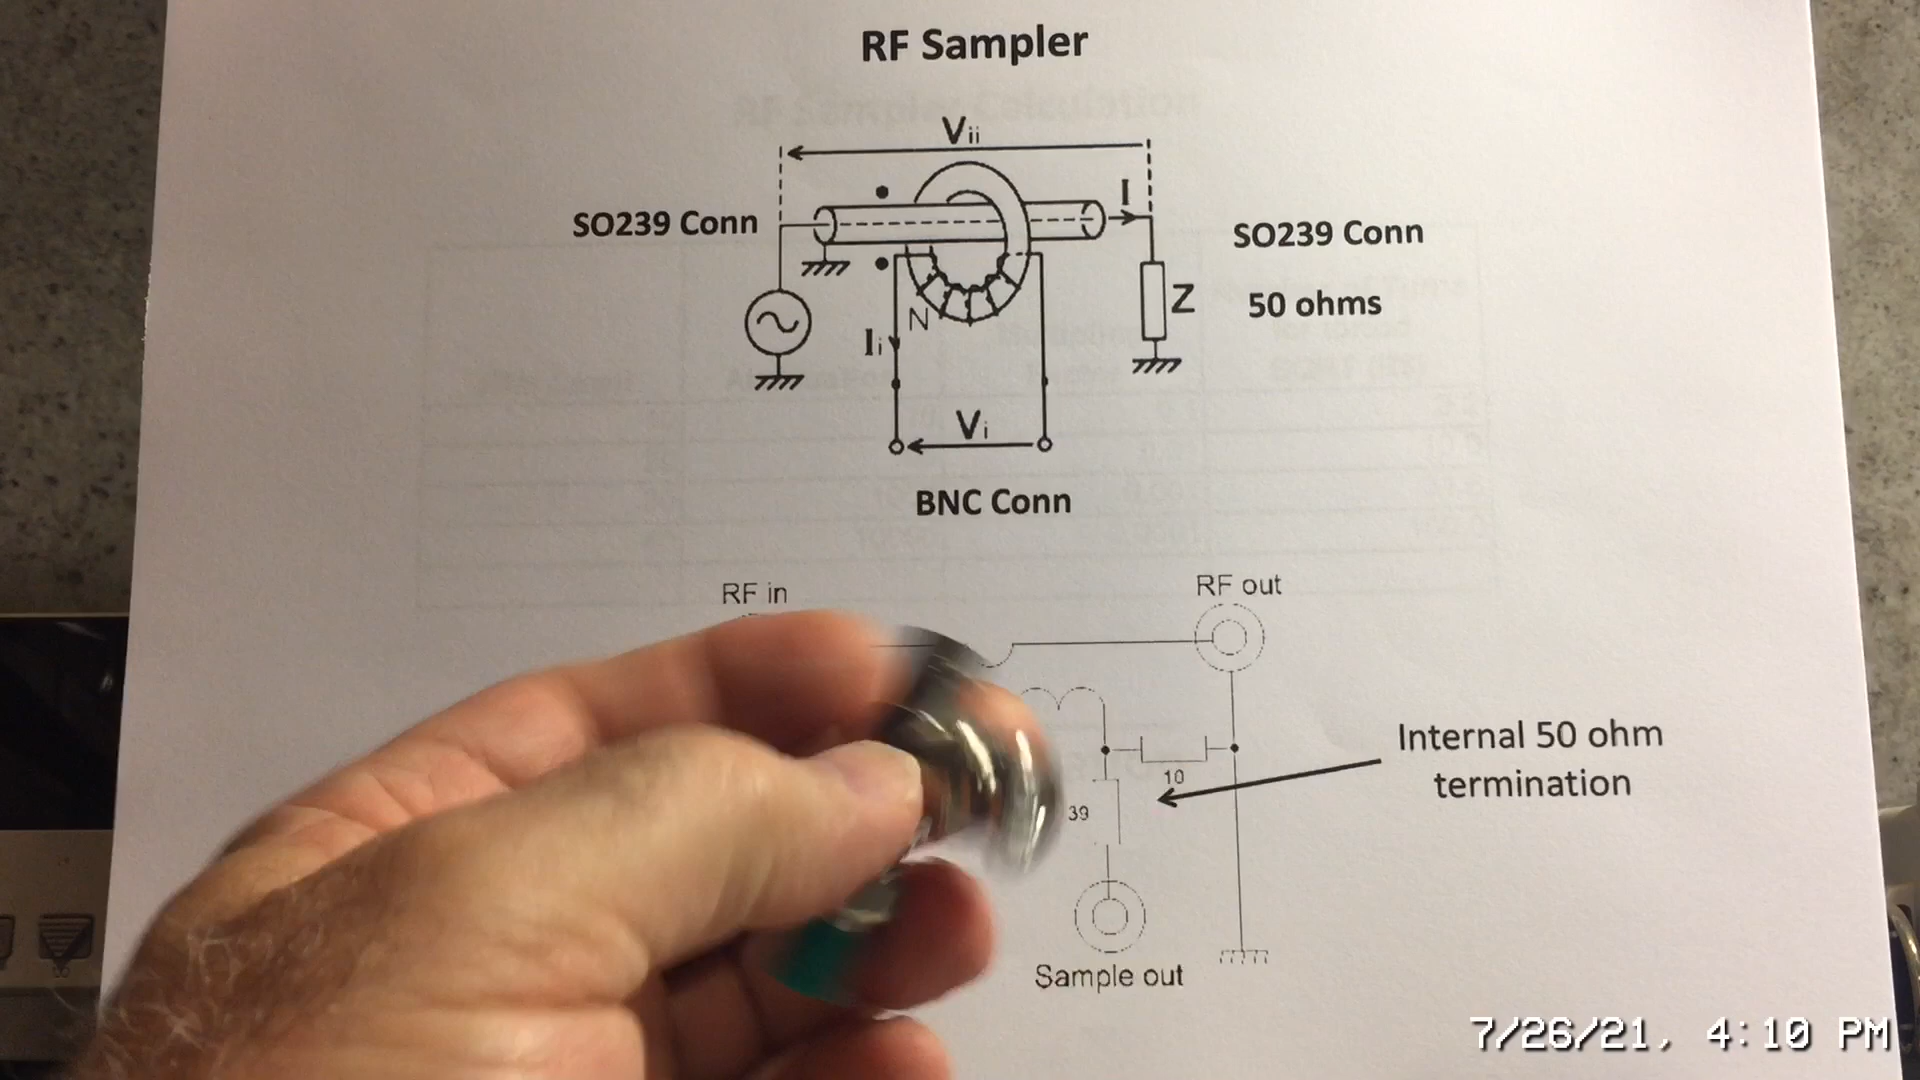 RF Sampler
Vii
SO239 Conn
I
SO239 Conn
Z
50 ohms
N
Ii
Vi
BNC Conn
RF in
RF out
Internal 50 ohm
termination
10
39
Sample out
7/26/21, 4:10 PM